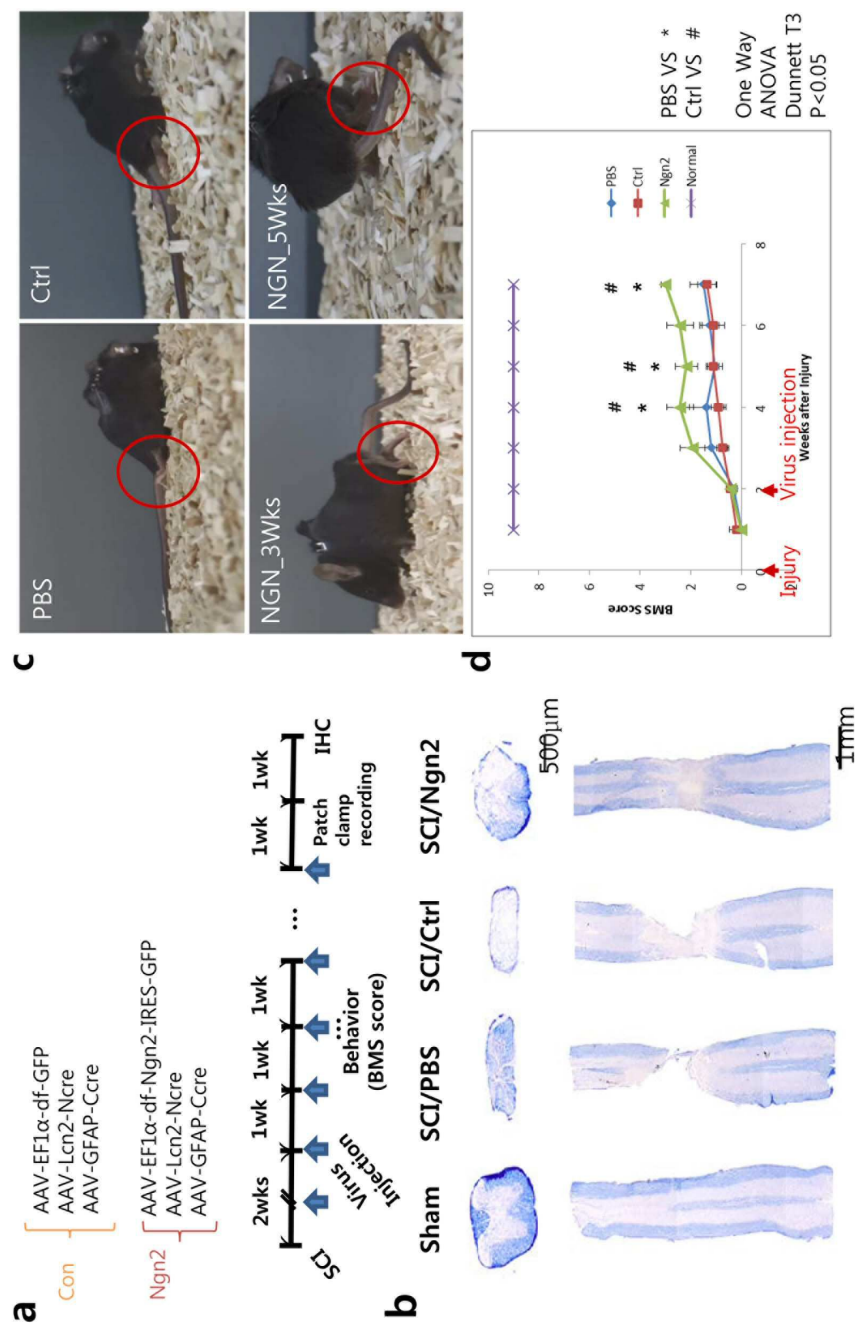 a
Con
AAV-EF1α-df-GFP
AAV-Lcn2-Ncre
AAV-GFAP-Ccre
Ngn2
AAV-EF1α-df-Ngn2-IRES-GFP
AAV-Lcn2-Ncre
AAV-GFAP-Ccre
2wks
1wk
1wk
1wk
...
1wk
1wk
SCI
Virus
Injection
...
Behavior
(BMS score)
Patch
clamp
recording
IHC
b
Sham
SCI/PBS
SCI/Ctrl
SCI/Ngn2
500μm
1mm
c
PBS
Ctrl
NGN_3Wks
NGN_5Wks
d
BMS Score
10
8
6
4
2
0
0
2
4
6
8
# # #
* * *
Injury
Virus injection
Weeks after Injury
PBS
Ctrl
Ngn2
Normal
PBS VS *
Ctrl VS #
One Way
ANOVA
Dunnett T3
P<0.05